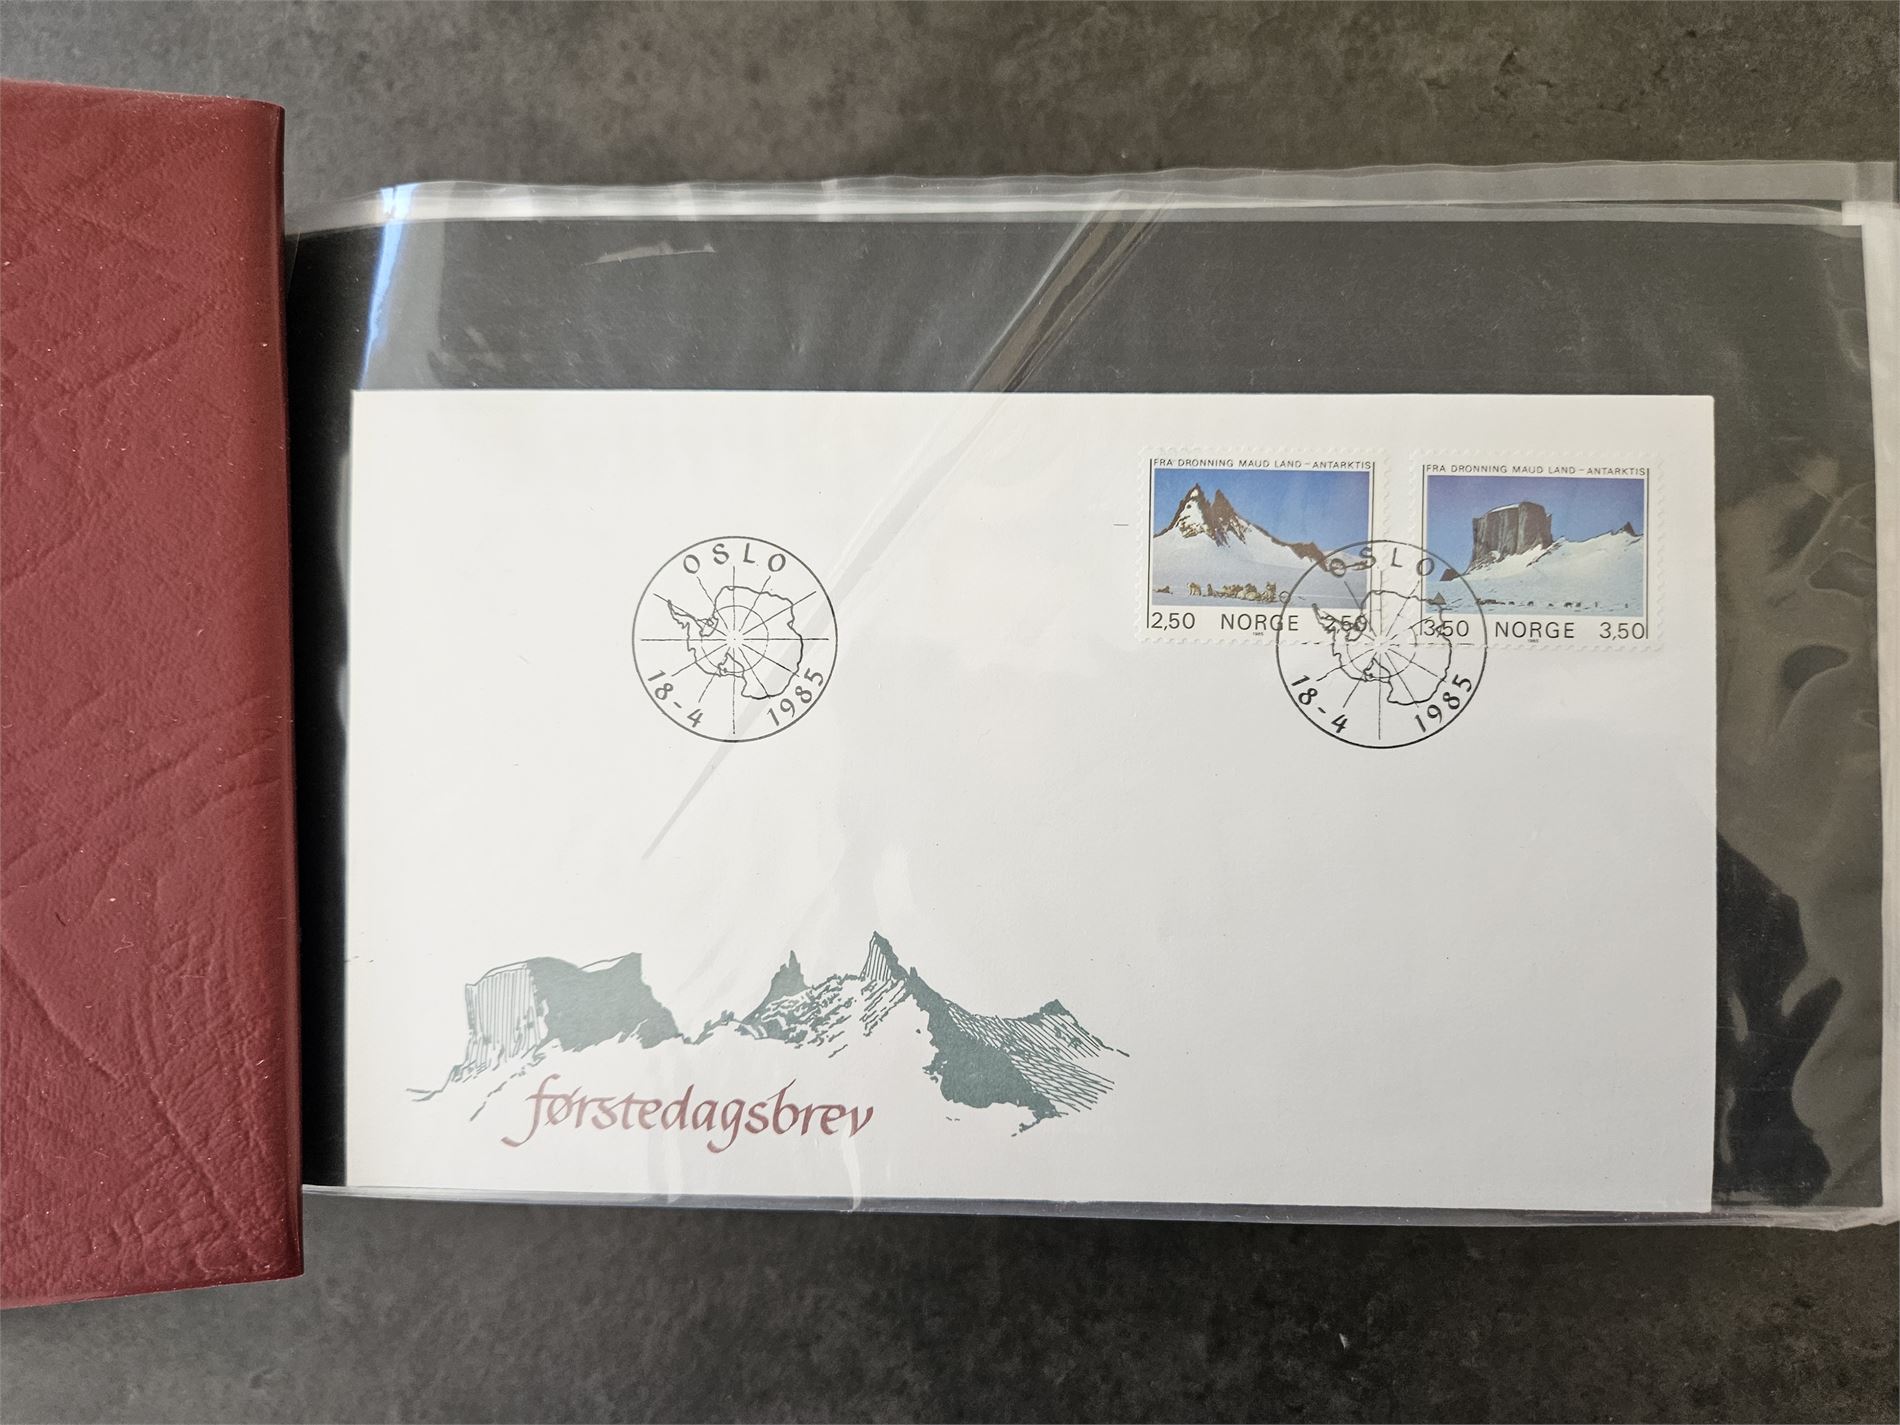 FRA DRONNING MAUD LAND – ANTARKTIS
2,50 NORGE 2,50
1985
FRA DRONNING MAUD LAND – ANTARKTIS
3,50 NORGE 3,50
1985
OSLO
18-4 1985
OSLO
18-4 1985
førstedagsbrev